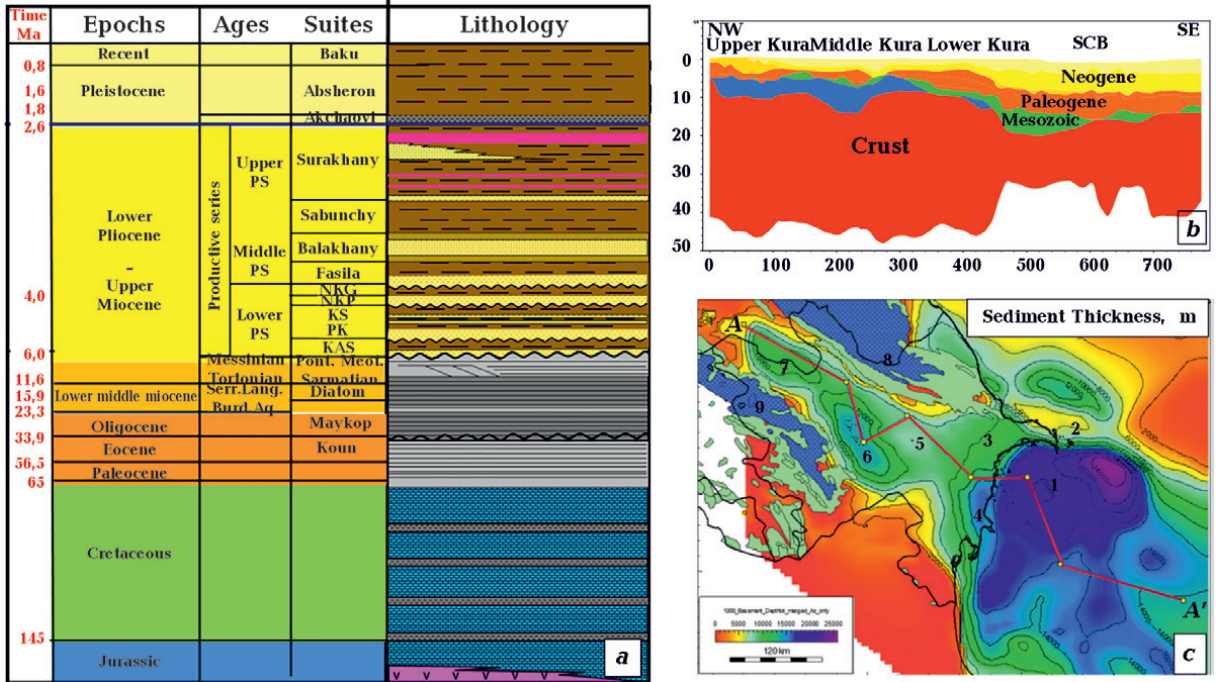 Time Ma
Epochs
Ages
Suites
Lithology
Recent
Baku
0,8
Pleistocene
1,6
Absheron
1,8
Akchagyl
2,6
Lower Pliocene
-
Upper Miocene
Productive series
Upper PS
Surakhany
Sabunchy
Middle PS
Balakhany
Fasila
4,0
Lower PS
NKG
NKP
KS
PK
KAS
6,0
Messinian
Pont. Meot.
Tortonian
Sarmatian
11,6
15,9
Lower middle miocene
Serr.Lang.
Diatom
23,3
Burd.Aq
Oligocene
Maykop
33,9
Eocene
Koun
56,5
Paleocene
65
Cretaceous
145
Jurassic
V V V V V V V
a
NW
SE
Upper Kura Middle Kura Lower Kura
SCB
0
10
20
30
40
50
Neogene
Paleogene
Mesozoic
Crust
b
0 100 200 300 400 500 600 700
Sediment Thickness, m
A
7
8
9
6
5
3
2
1
4
A'
0 5000 10000 15000 20000 25000
120 km
c